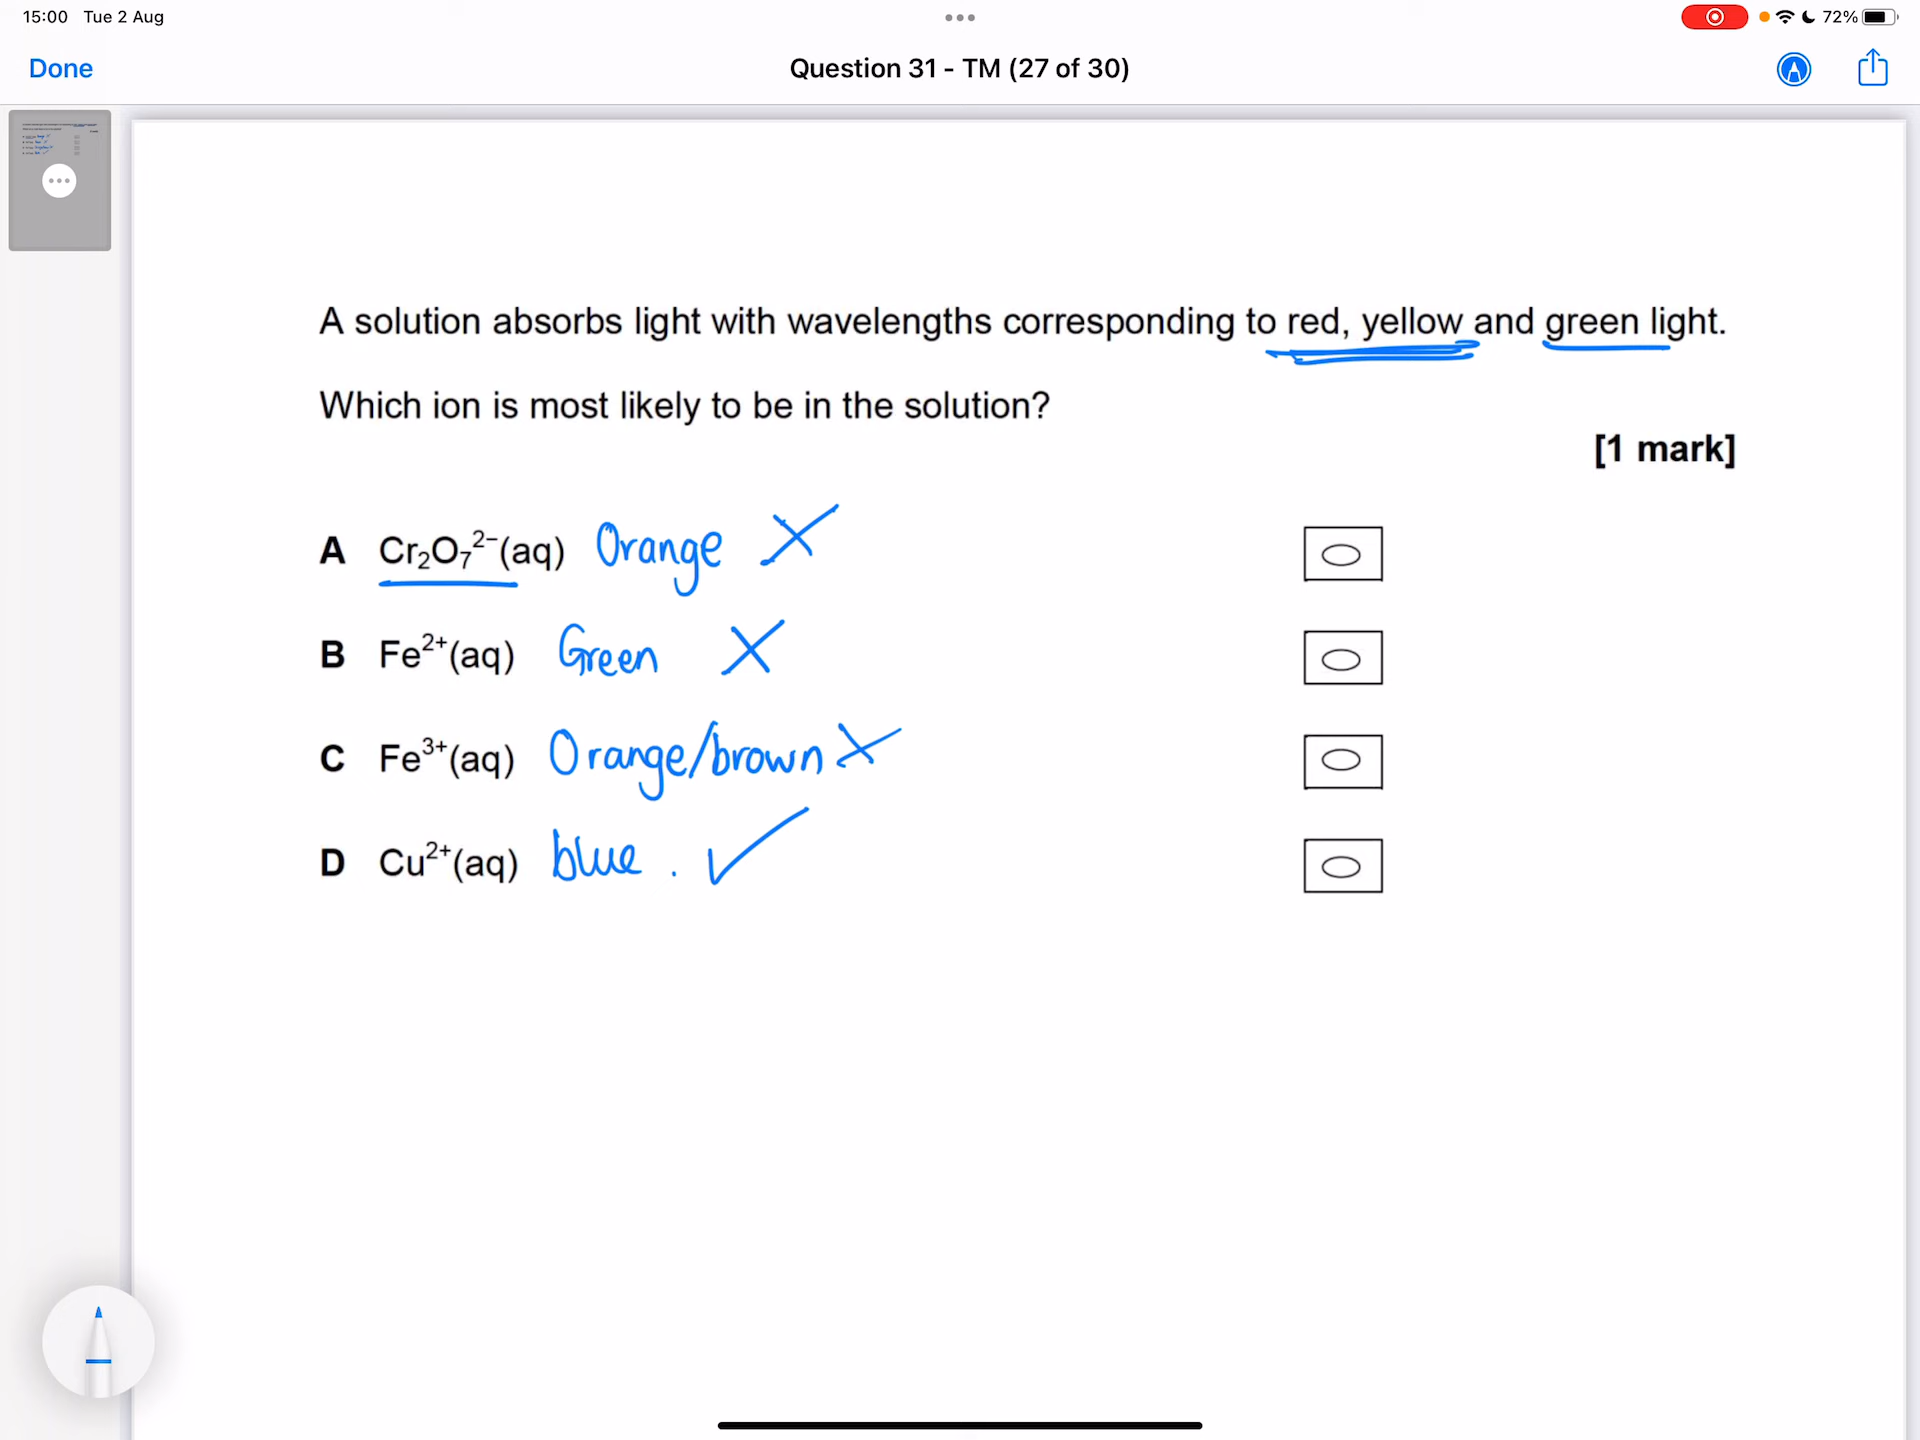 15:00 Tue 2 Aug
72%
Done
Question 31 - TM (27 of 30)
A solution absorbs light with wavelengths corresponding to red, yellow and green light.
Which ion is most likely to be in the solution?
[1 mark]
A Cr₂O₇²⁻(aq) Orange
B Fe²⁺(aq) Green
C Fe³⁺(aq) Orange/brown
D Cu²⁺(aq) blue.